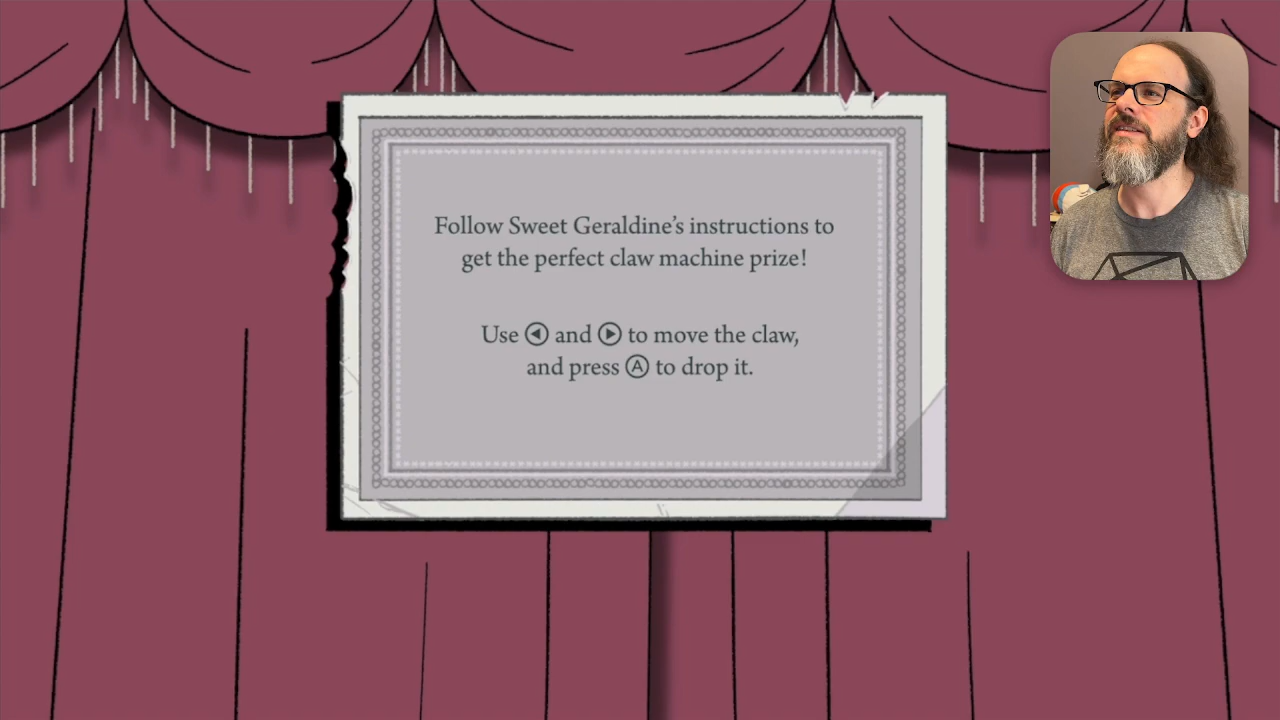 Follow Sweet Geraldine’s instructions to
get the perfect claw machine prize!
Use ◀ and ▶ to move the claw,
and press Ⓐ to drop it.